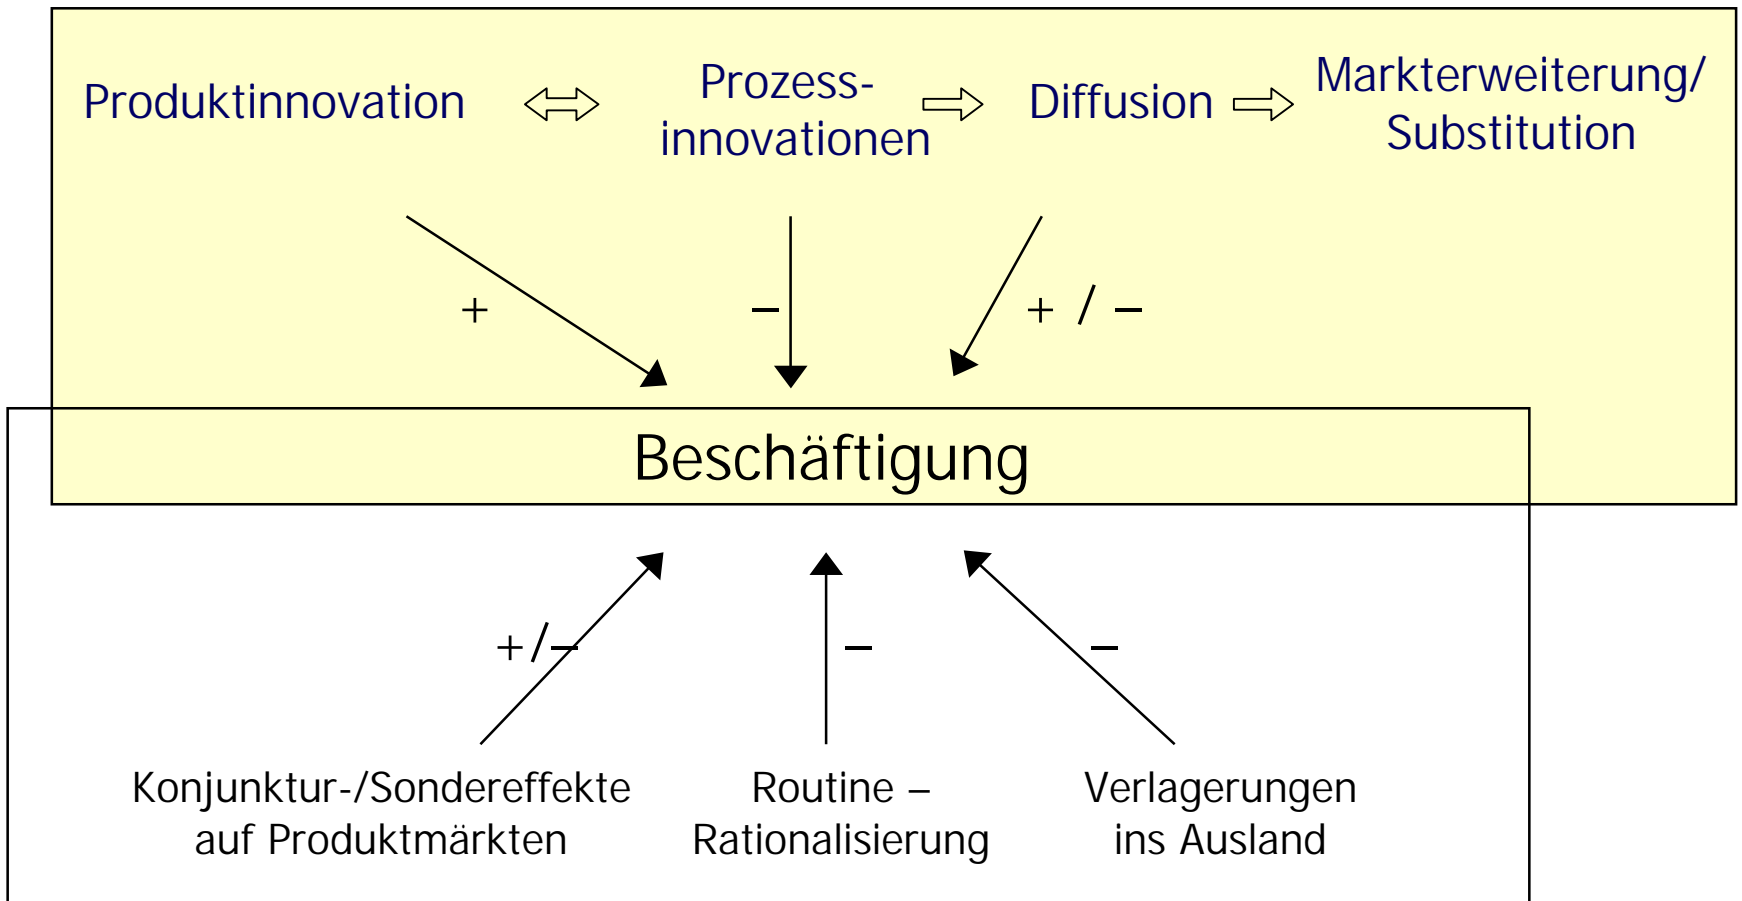 Produktinnovation
Prozess-
innovationen
Diffusion
Markterweiterung/
Substitution
+
–
+ / –
Beschäftigung
+/–
–
–
Konjunktur-/Sondereffekte
auf Produktmärkten
Routine –
Rationalisierung
Verlagerungen
ins Ausland